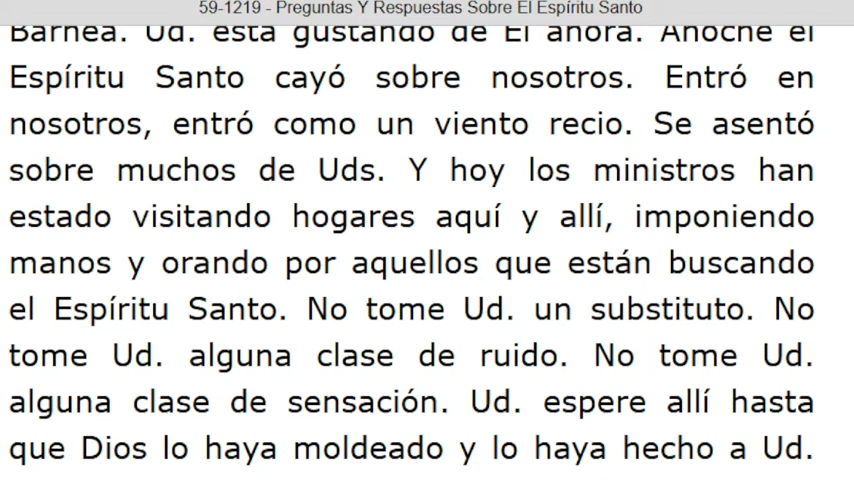 59-1219 - Preguntas Y Respuestas Sobre El Espíritu Santo
Barnea. Ud. está gustando de Él ahora. Anoche el
Espíritu Santo cayó sobre nosotros. Entró en
nosotros, entró como un viento recio. Se asentó
sobre muchos de Uds. Y hoy los ministros han
estado visitando hogares aquí y allí, imponiendo
manos y orando por aquellos que están buscando
el Espíritu Santo. No tome Ud. un substituto. No
tome Ud. alguna clase de ruido. No tome Ud.
alguna clase de sensación. Ud. espere allí hasta
que Dios lo haya moldeado y lo haya hecho a Ud.